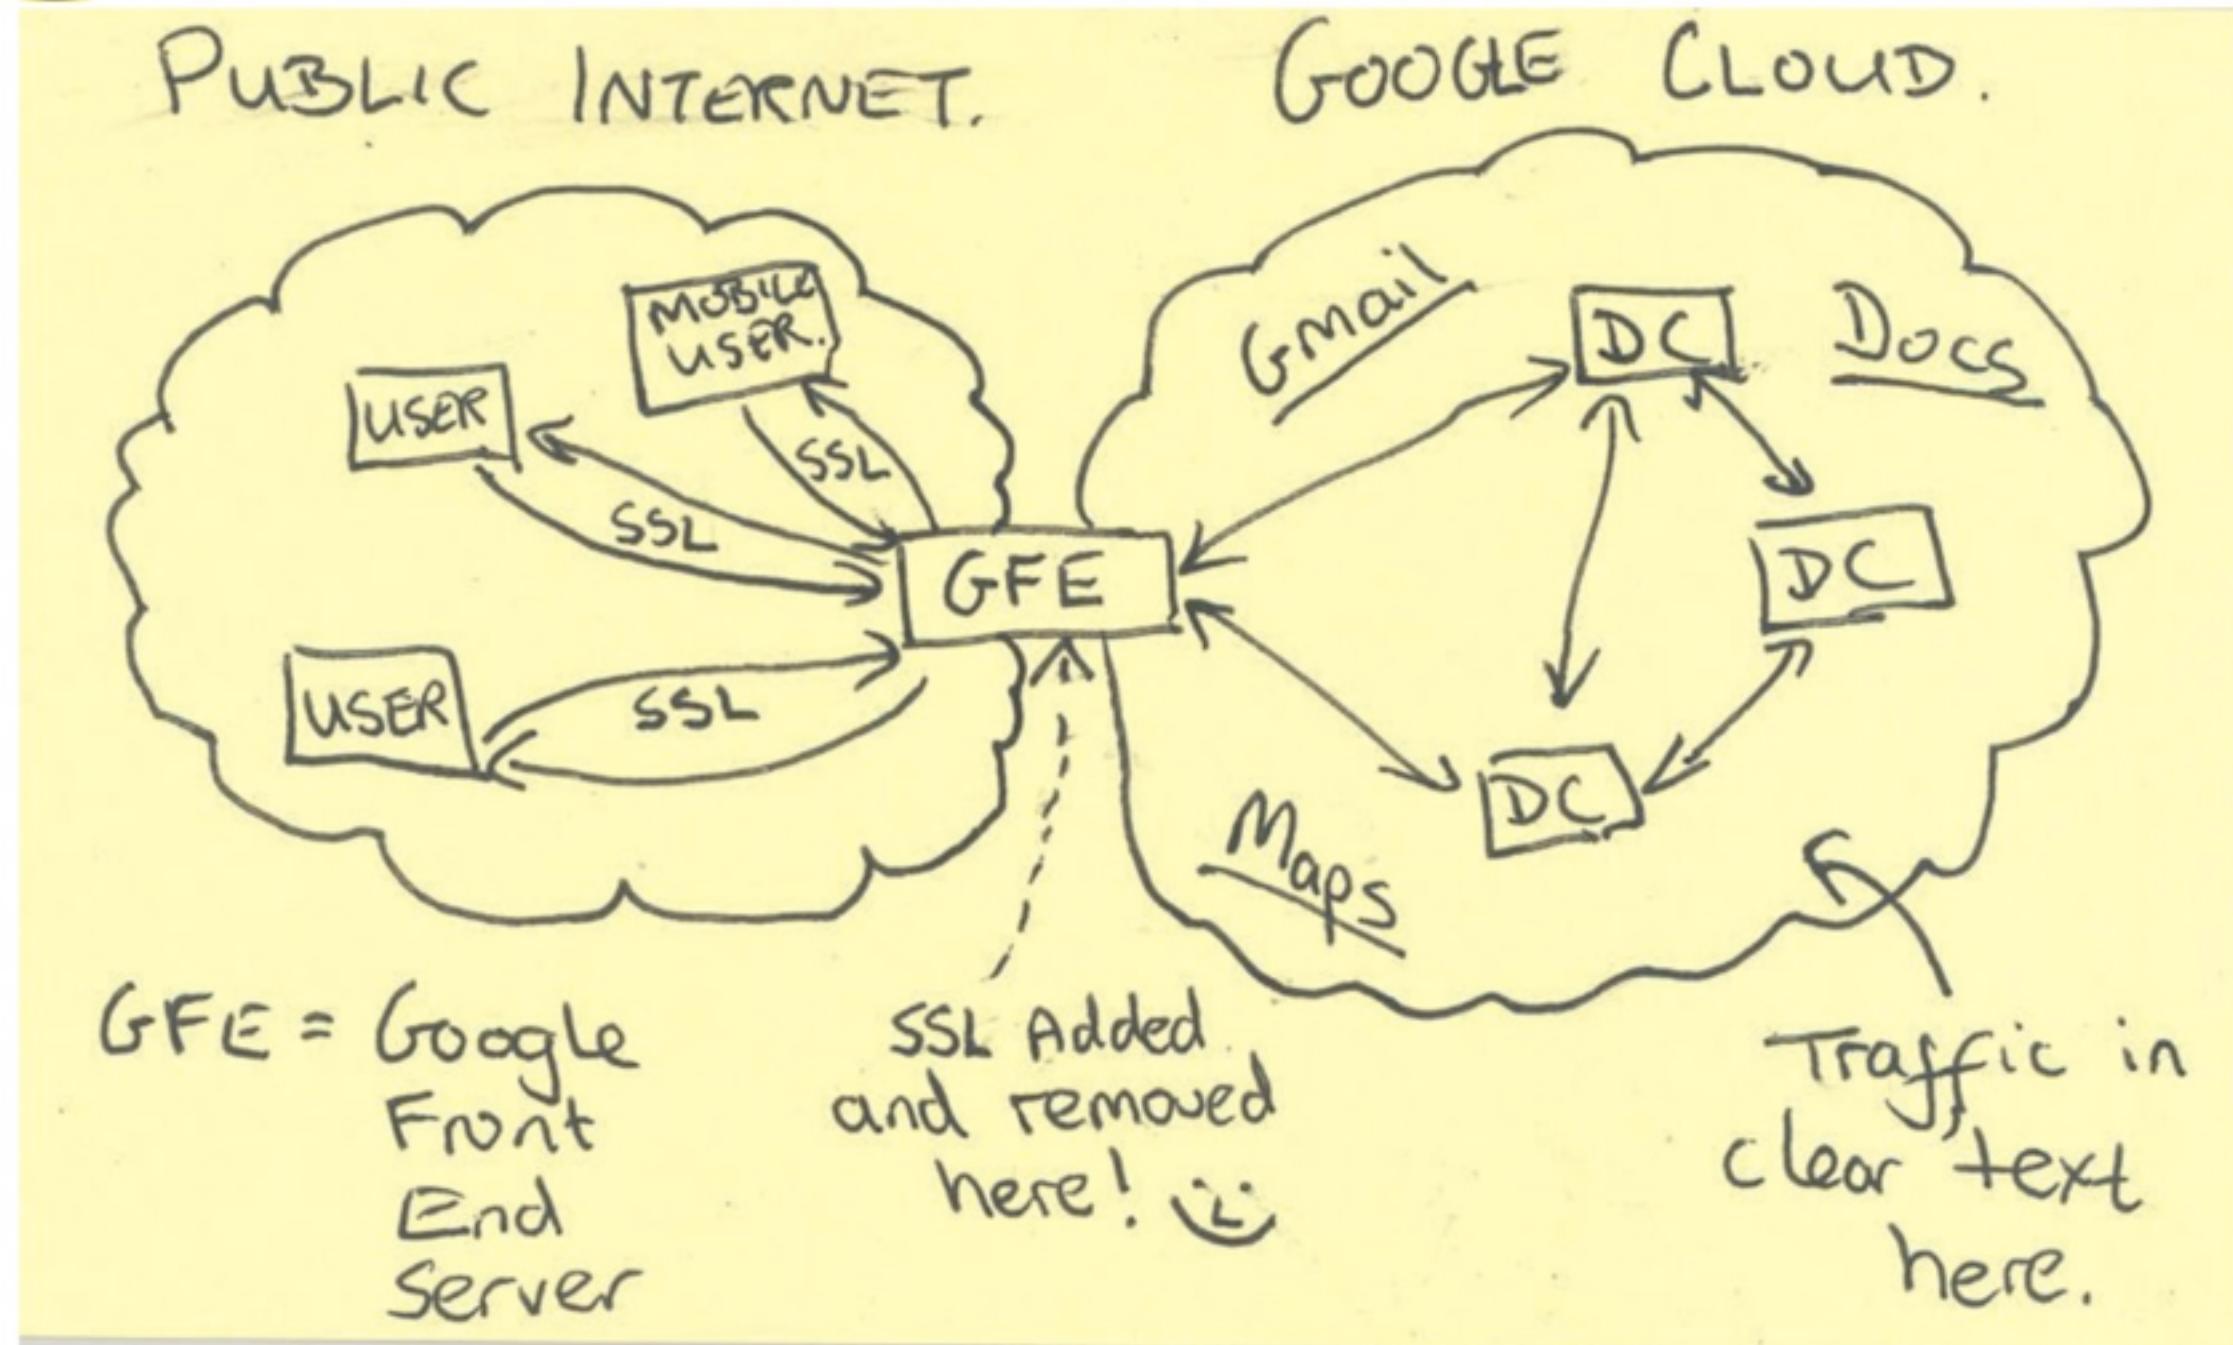 PUBLIC INTERNET.
GOOGLE CLOUD.
MOBILE
USER.
USER
SSL
SSL
USER
SSL
GFE
Gmail
DC
Docs
DC
DC
Maps
GFE = Google
Front
End
Server
SSL Added
and removed
here!
Traffic in
clear text
here.